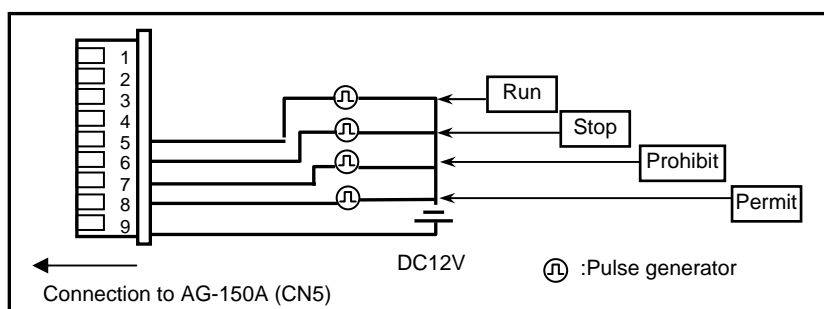 1
2
3
4
5
6
7
8
9
Run
Stop
Prohibit
Permit
DC12V
:Pulse generator
Connection to AG-150A (CN5)